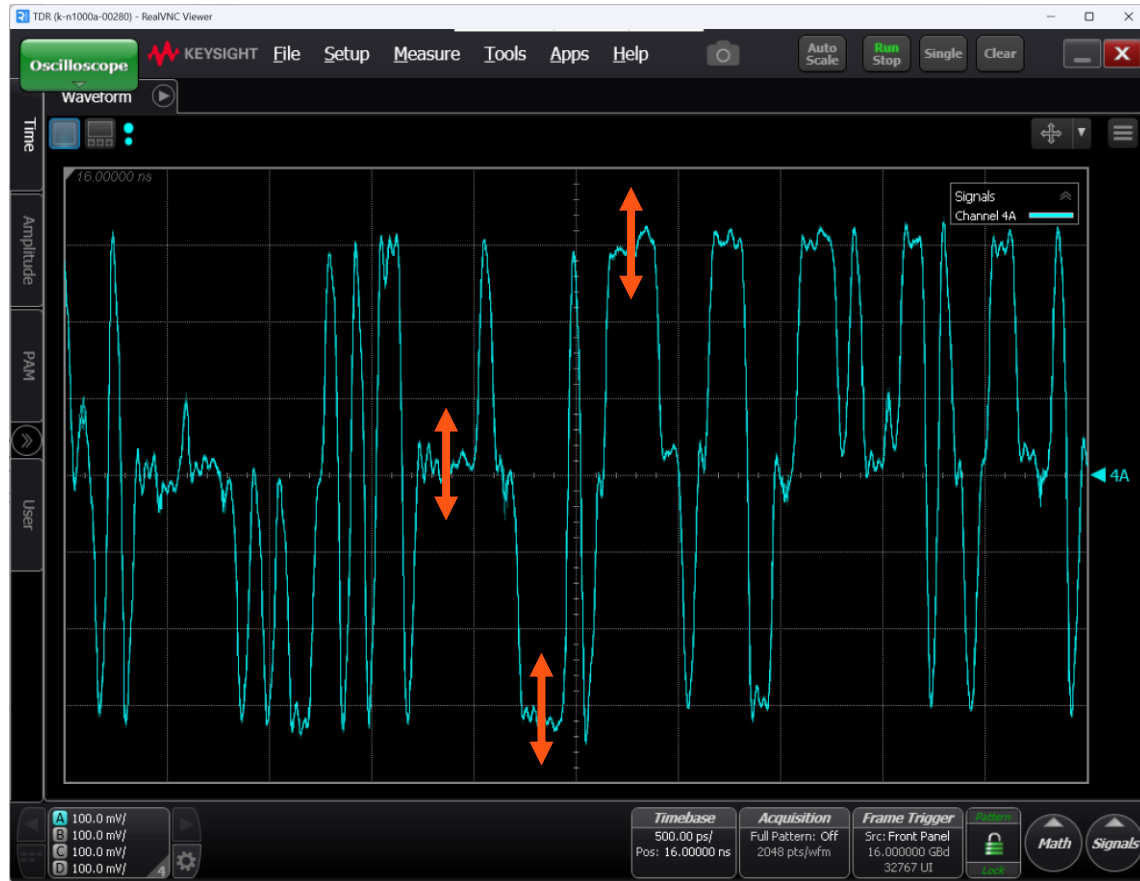 TDR (k-n1000a-00280) - RealVNC Viewer
Oscilloscope
KEYSIGHT File Setup Measure Tools Apps Help
Auto Scale
Run Stop
Single
Clear
Waveform
Time
Amplitude
PAM
User
16.00000 ns
Signals
Channel 4A
4A
A 100.0 mV/
B 100.0 mV/
C 100.0 mV/
D 100.0 mV/
4
Timebase
500.00 ps/
Pos: 16.00000 ns
Acquisition
Full Pattern: Off
2048 pts/wfm
Frame Trigger
Src: Front Panel
16.000000 GBd
32767 UI
Pattern
Lock
Math
Signals